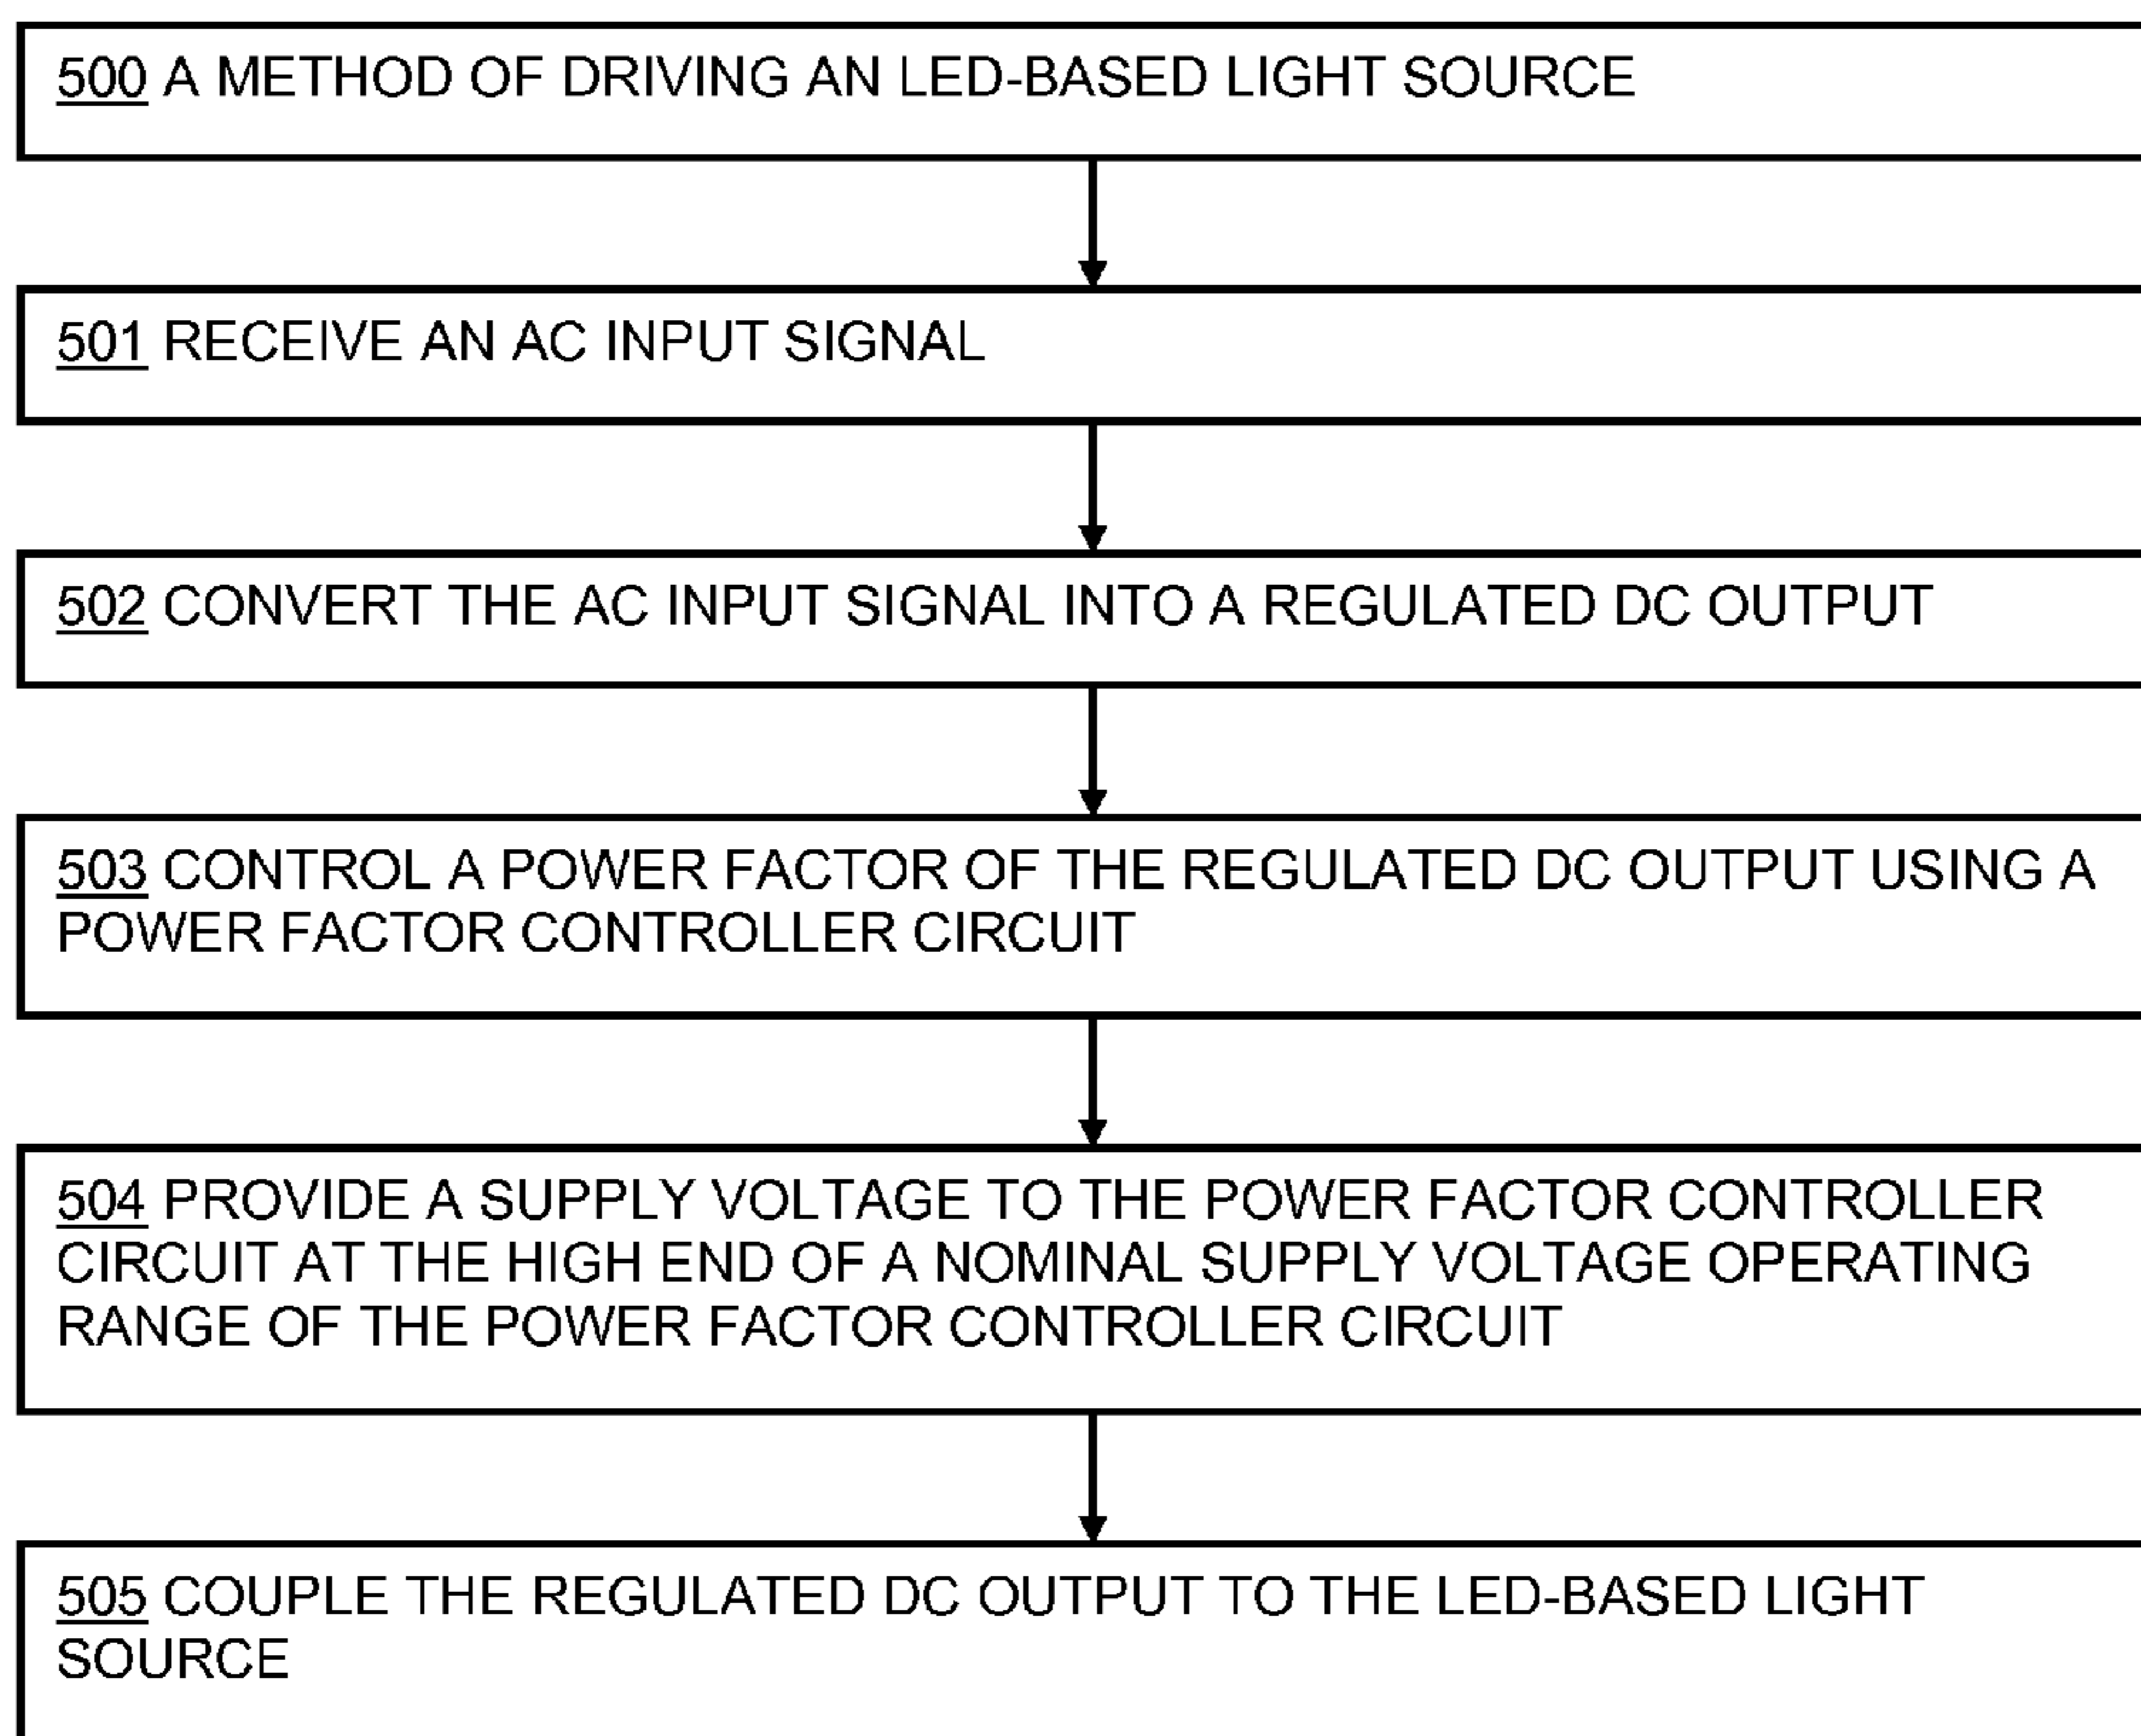 500 A METHOD OF DRIVING AN LED-BASED LIGHT SOURCE
501 RECEIVE AN AC INPUT SIGNAL
502 CONVERT THE AC INPUT SIGNAL INTO A REGULATED DC OUTPUT
503 CONTROL A POWER FACTOR OF THE REGULATED DC OUTPUT USING A
POWER FACTOR CONTROLLER CIRCUIT
504 PROVIDE A SUPPLY VOLTAGE TO THE POWER FACTOR CONTROLLER
CIRCUIT AT THE HIGH END OF A NOMINAL SUPPLY VOLTAGE OPERATING
RANGE OF THE POWER FACTOR CONTROLLER CIRCUIT
505 COUPLE THE REGULATED DC OUTPUT TO THE LED-BASED LIGHT
SOURCE